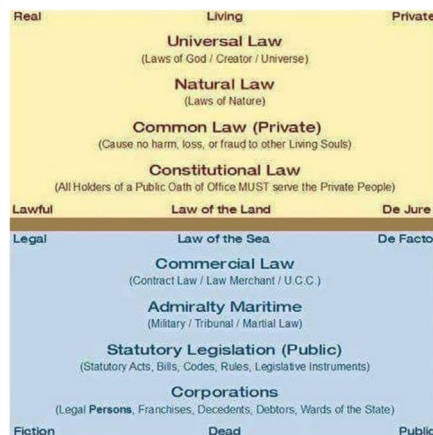 Real Living Private
Universal Law
(Laws of God / Creator / Universe)
Natural Law
(Laws of Nature)
Common Law (Private)
(Cause no harm, loss, or fraud to other Living Souls)
Constitutional Law
(All Holders of a Public Oath of Office MUST serve the Private People)
Lawful Law of the Land De Jure
Legal Law of the Sea De Facto
Commercial Law
(Contract Law / Law Merchant / U.C.C.)
Admiralty Maritime
(Military / Tribunal / Martial Law)
Statutory Legislation (Public)
(Statutory Acts, Bills, Codes, Rules, Legislative Instruments)
Corporations
(Legal Persons, Franchises, Decedents, Debtors, Wards of the State)
Fiction Dead Public